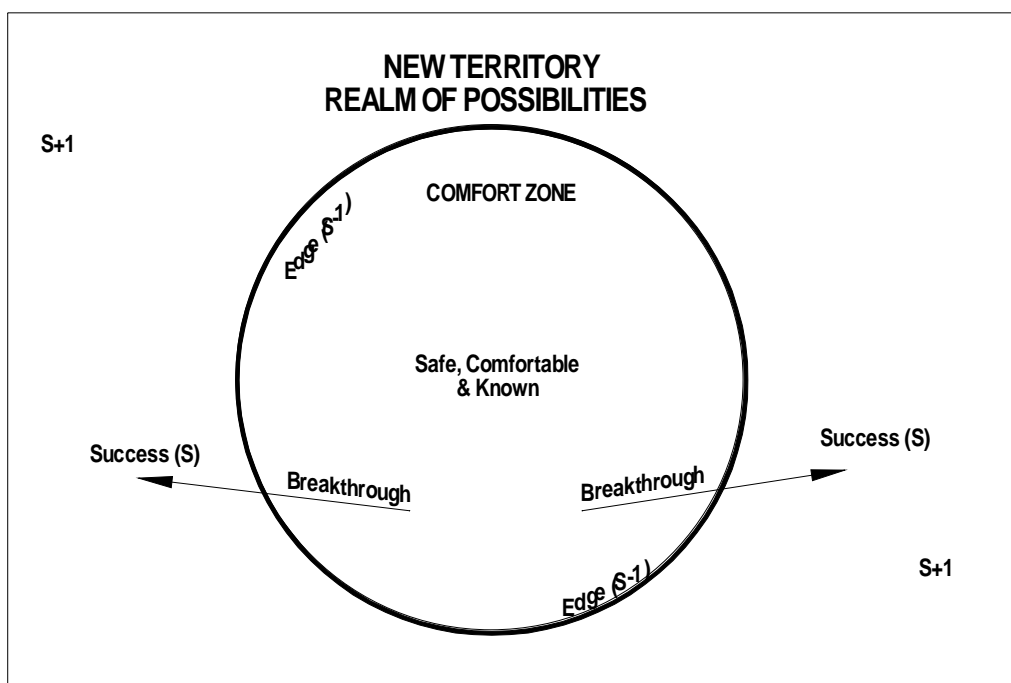 NEW TERRITORY
REALM OF POSSIBILITIES
S+1
COMFORT ZONE
Edge (S-1)
Safe, Comfortable
& Known
Success (S)
Success (S)
Breakthrough
Breakthrough
S+1
Edge (S-1)